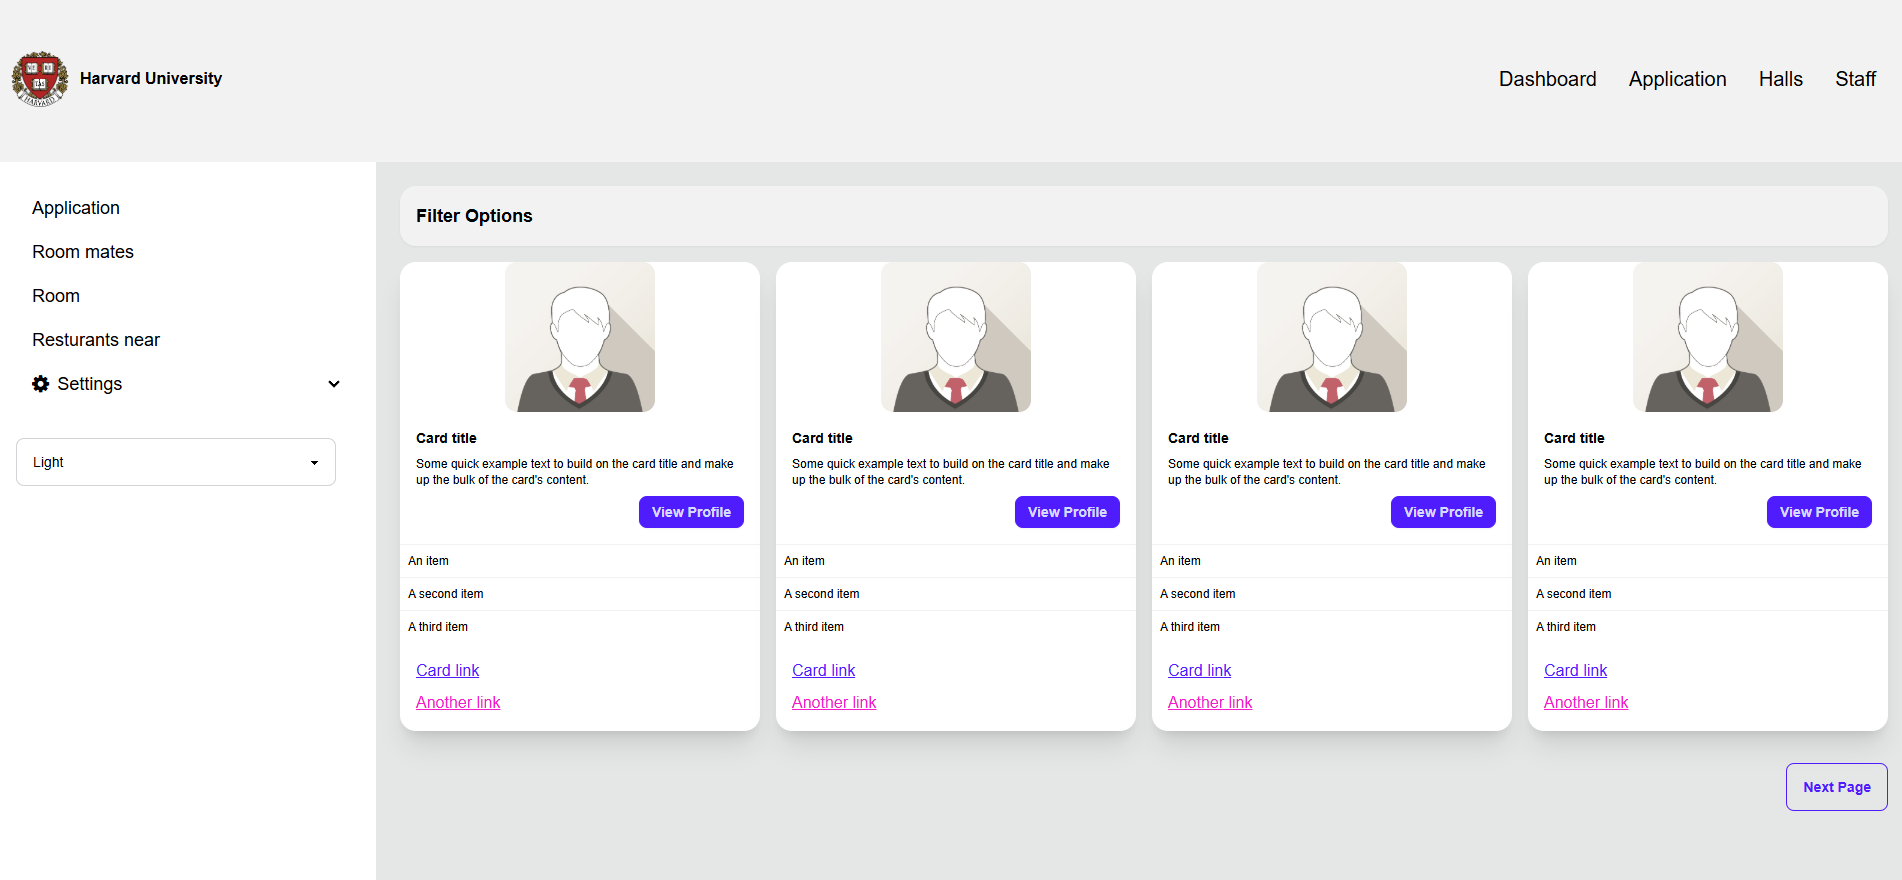 Harvard University
Dashboard Application Halls Staff
Application
Room mates
Room
Resturants near
Settings
Light
Filter Options
Card title
Some quick example text to build on the card title and make
up the bulk of the card's content.
View Profile
An item
A second item
A third item
Card link
Another link
Card title
Some quick example text to build on the card title and make
up the bulk of the card's content.
View Profile
An item
A second item
A third item
Card link
Another link
Card title
Some quick example text to build on the card title and make
up the bulk of the card's content.
View Profile
An item
A second item
A third item
Card link
Another link
Card title
Some quick example text to build on the card title and make
up the bulk of the card's content.
View Profile
An item
A second item
A third item
Card link
Another link
Next Page